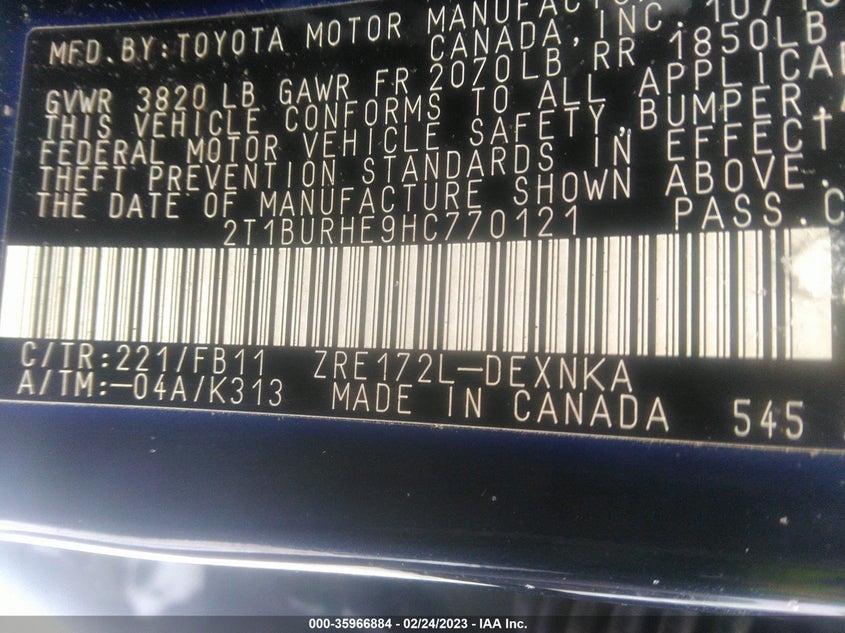 MFD.BY:TOYOTA MOTOR
CANADA, INC.
GVWR 3820 LB GAWR FR 2070LB, RR 1850LB
THIS VEHICLE CONFORMS TO ALL
FEDERAL MOTOR VEHICLE SAFETY, BUMPER,
THEFT PREVENTION STANDARDS IN EFFECT
THE DATE OF MANUFACTURE SHOWN ABOVE.
2T1BURHE9HC770121 PASS.
C/TR:221/FB11 ZRE172L-DEXNKA
A/TM:-04A/K313 MADE IN CANADA 545
000-35966884 / 02/24/2023 - IAA Inc.